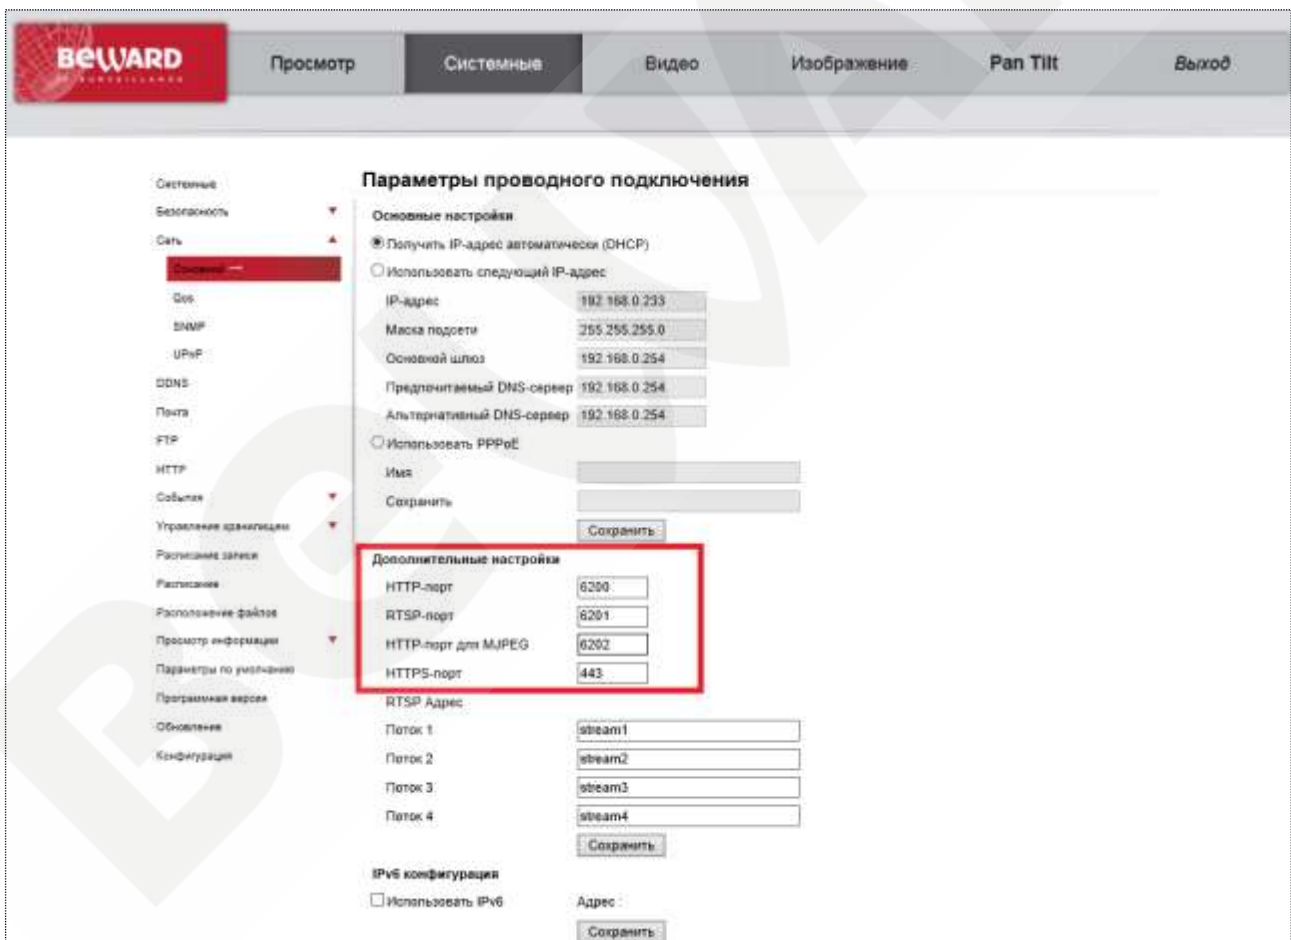 BEWARD
Просмотр
Системные
Видео
Изображение
Pan Tilt
Выход
Параметры проводного подключения
Системные
Безопасность
Сеть
Основной
Qos
SNMP
UPnP
DDNS
Почта
FTP
HTTP
События
Управление хранилищем
Расписание записи
Расписание
Расположение файлов
Просмотр информации
Параметры по умолчанию
Программная версия
Обновление
Конфигурация
Основные настройки
Получить IP-адрес автоматически (DHCP)
Использовать следующий IP-адрес
IP-адрес 192.168.0.233
Маска подсети 255.255.255.0
Основной шлюз 192.168.0.254
Предпочитаемый DNS-сервер 192.168.0.254
Альтернативный DNS-сервер 192.168.0.254
Использовать PPPoE
Имя
Сохранить
Сохранить
Дополнительные настройки
HTTP-порт 6200
RTSP-порт 6201
HTTP-порт для MJPEG 6202
HTTPS-порт 443
RTSP Адрес
Поток 1 stream1
Поток 2 stream2
Поток 3 stream3
Поток 4 stream4
Сохранить
IPv6 конфигурация
Использовать IPv6 Адрес :
Сохранить